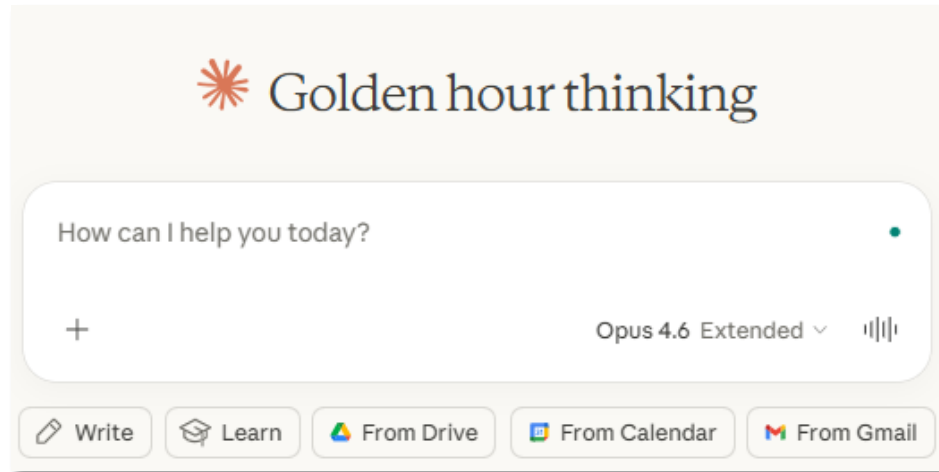 Golden hour thinking
How can I help you today?
Opus 4.6 Extended
Write Learn From Drive From Calendar From Gmail